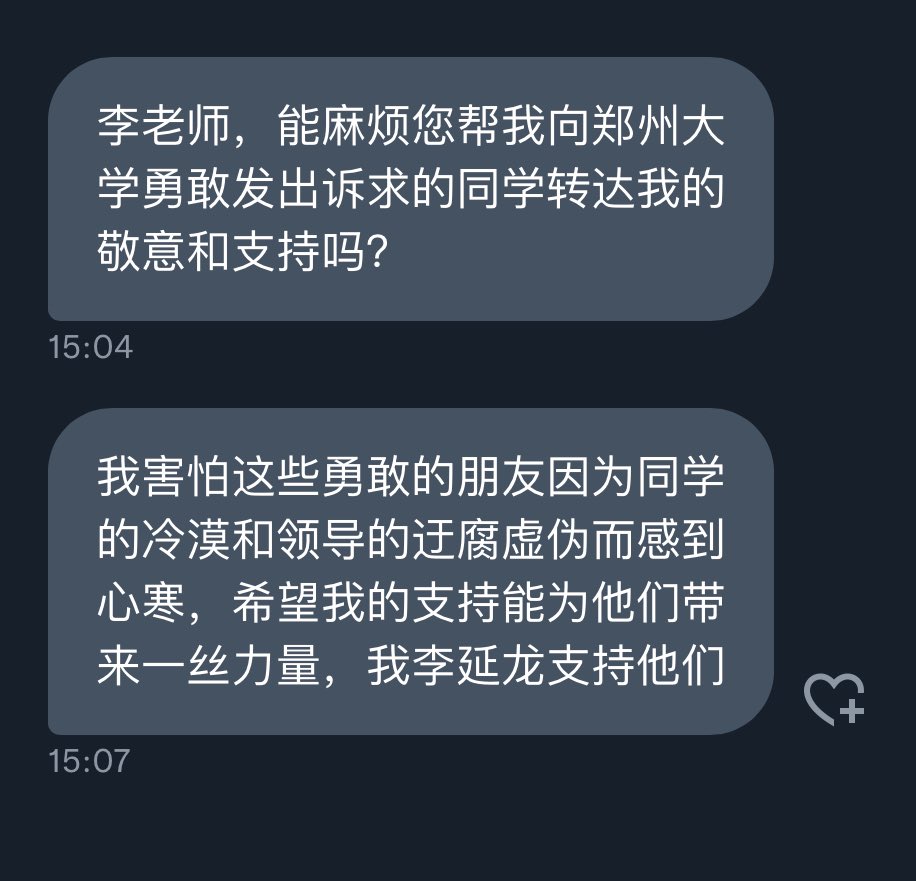 李老师，能麻烦您帮我向郑州大
学勇敢发出诉求的同学转达我的
敬意和支持吗？
15:04
我害怕这些勇敢的朋友因为同学
的冷漠和领导的迂腐虚伪而感到
心寒，希望我的支持能为他们带
来一丝力量，我李延龙支持他们
15:07